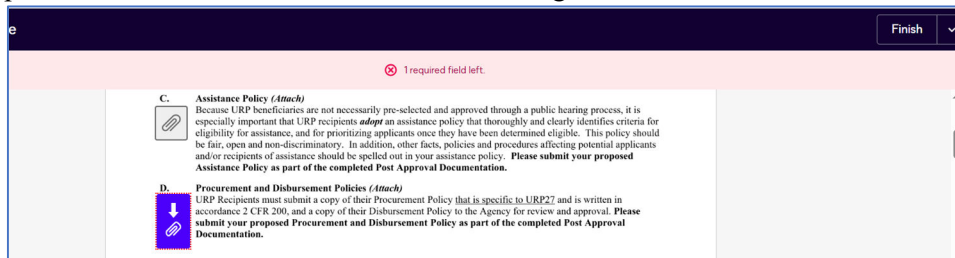 e
Finish
1 required field left.
C. Assistance Policy (Attach)
Because URP beneficiaries are not necessarily pre-selected and approved through a public hearing process, it is
especially important that URP recipients adopt an assistance policy that thoroughly and clearly identifies criteria for
eligibility for assistance, and for prioritizing applicants once they have been determined eligible. This policy should
be fair, open and non-discriminatory. In addition, other facts, policies and procedures affecting potential applicants
and/or recipients of assistance should be spelled out in your assistance policy. Please submit your proposed
Assistance Policy as part of the completed Post Approval Documentation.
D. Procurement and Disbursement Policies (Attach)
URP Recipients must submit a copy of their Procurement Policy that is specific to URP27 and is written in
accordance 2 CFR 200, and a copy of their Disbursement Policy to the Agency for review and approval. Please
submit your proposed Procurement and Disbursement Policy as part of the completed Post Approval
Documentation.